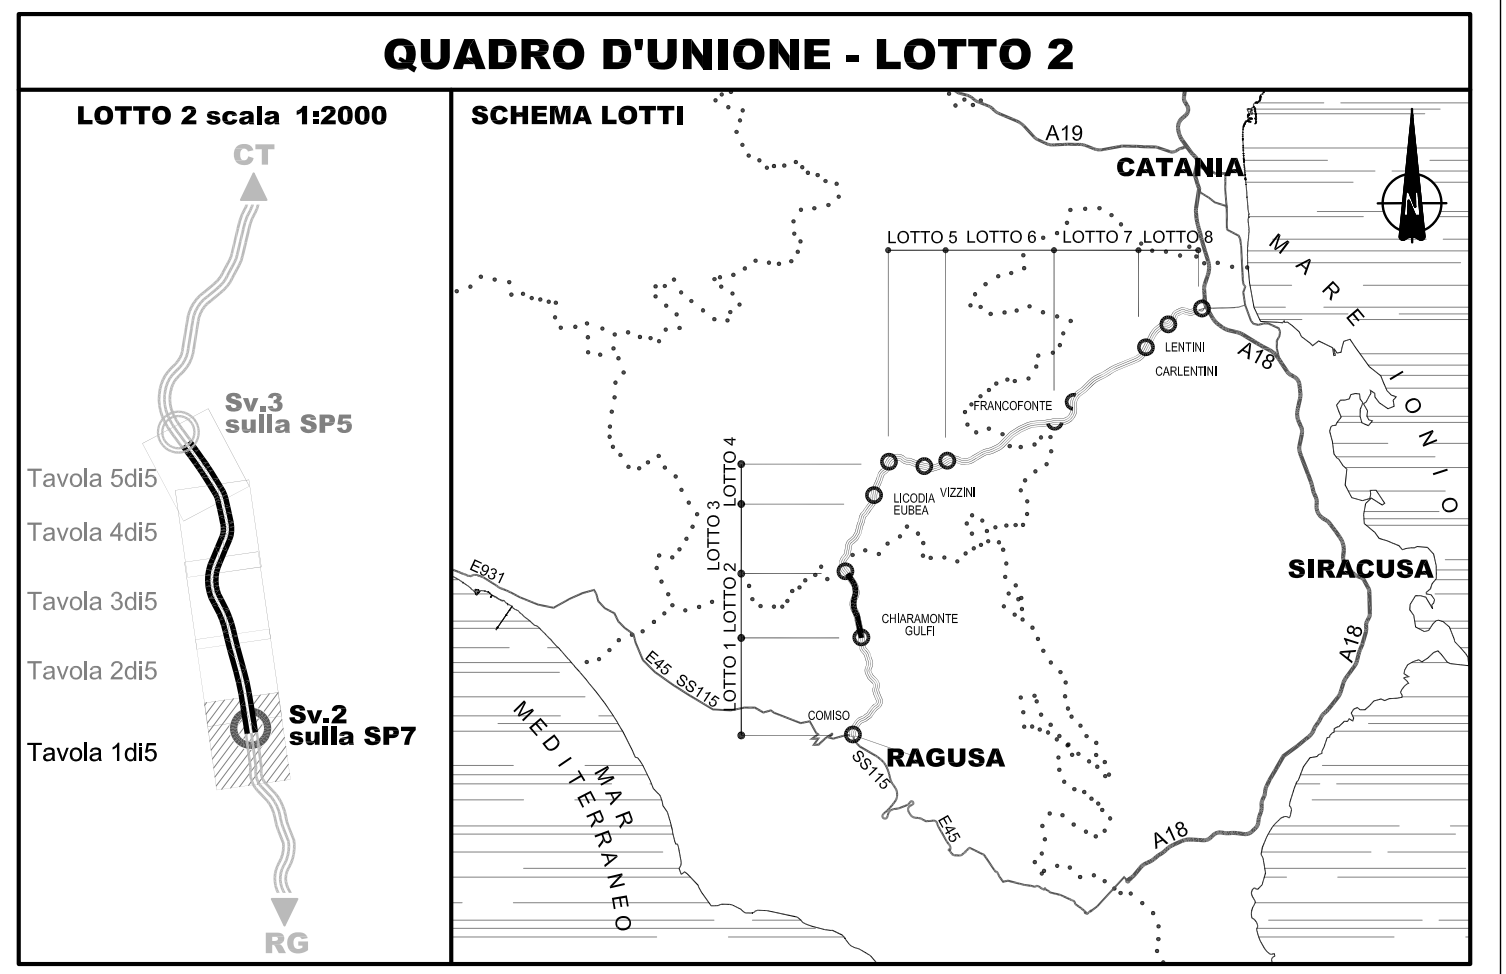 QUADRO D'UNIONE - LOTTO 2
LOTTO 2 scala 1:2000
CT
Sv.3
sulla SP5
Tavola 5di5
Tavola 4di5
Tavola 3di5
Tavola 2di5
Sv.2
sulla SP7
Tavola 1di5
RG
SCHEMA LOTTI
A19
CATANIA
N
LOTTO 5
LOTTO 6
LOTTO 7
LOTTO 8
MARE IONIO
A18
LENTINI
CARLENTINI
FRANCOFONTE
LOTTO 4
VIZZINI
LICODIA
EUBEA
LOTTO 3
E931
SIRACUSA
LOTTO 2
CHIARAMONTE
GULFI
A18
LOTTO 1
E45
SS115
COMISO
RAGUSA
SS115
MAR
MEDITERRANEO
E45
A18